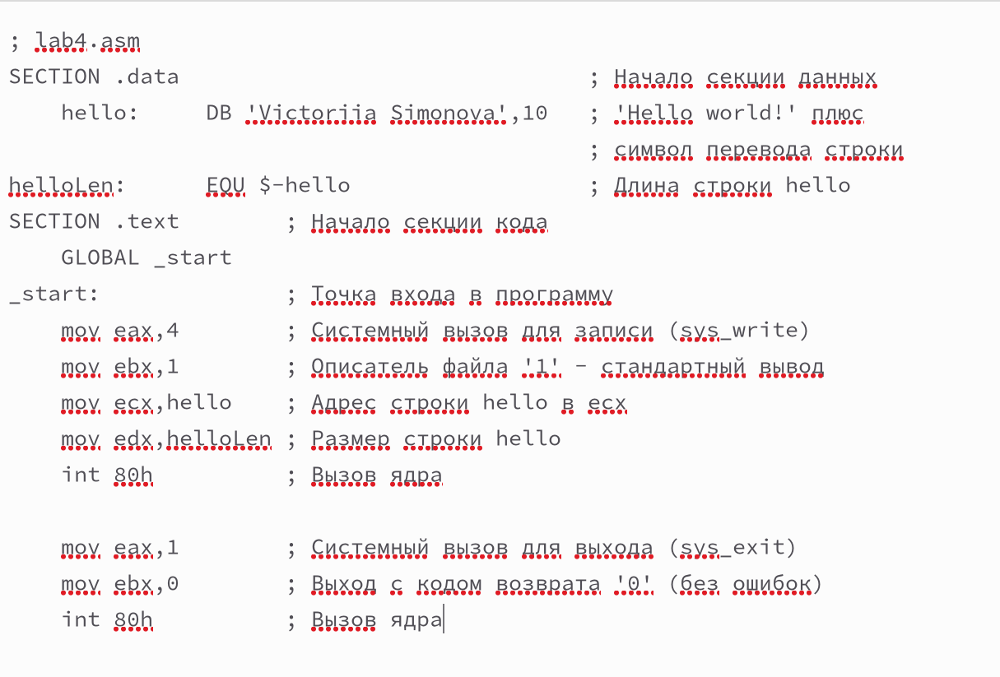 ; lab4.asm
SECTION .data ; Начало секции данных
hello: DB 'Victoriia Simonova',10 ; 'Hello world!' плюс
; символ перевода строки
helloLen: EQU $-hello ; Длина строки hello
SECTION .text ; Начало секции кода
GLOBAL _start
_start: ; Точка входа в программу
mov eax,4 ; Системный вызов для записи (sys_write)
mov ebx,1 ; Описатель файла '1' - стандартный вывод
mov ecx,hello ; Адрес строки hello в ecx
mov edx,helloLen ; Размер строки hello
int 80h ; Вызов ядра
mov eax,1 ; Системный вызов для выхода (sys_exit)
mov ebx,0 ; Выход с кодом возврата '0' (без ошибок)
int 80h ; Вызов ядра